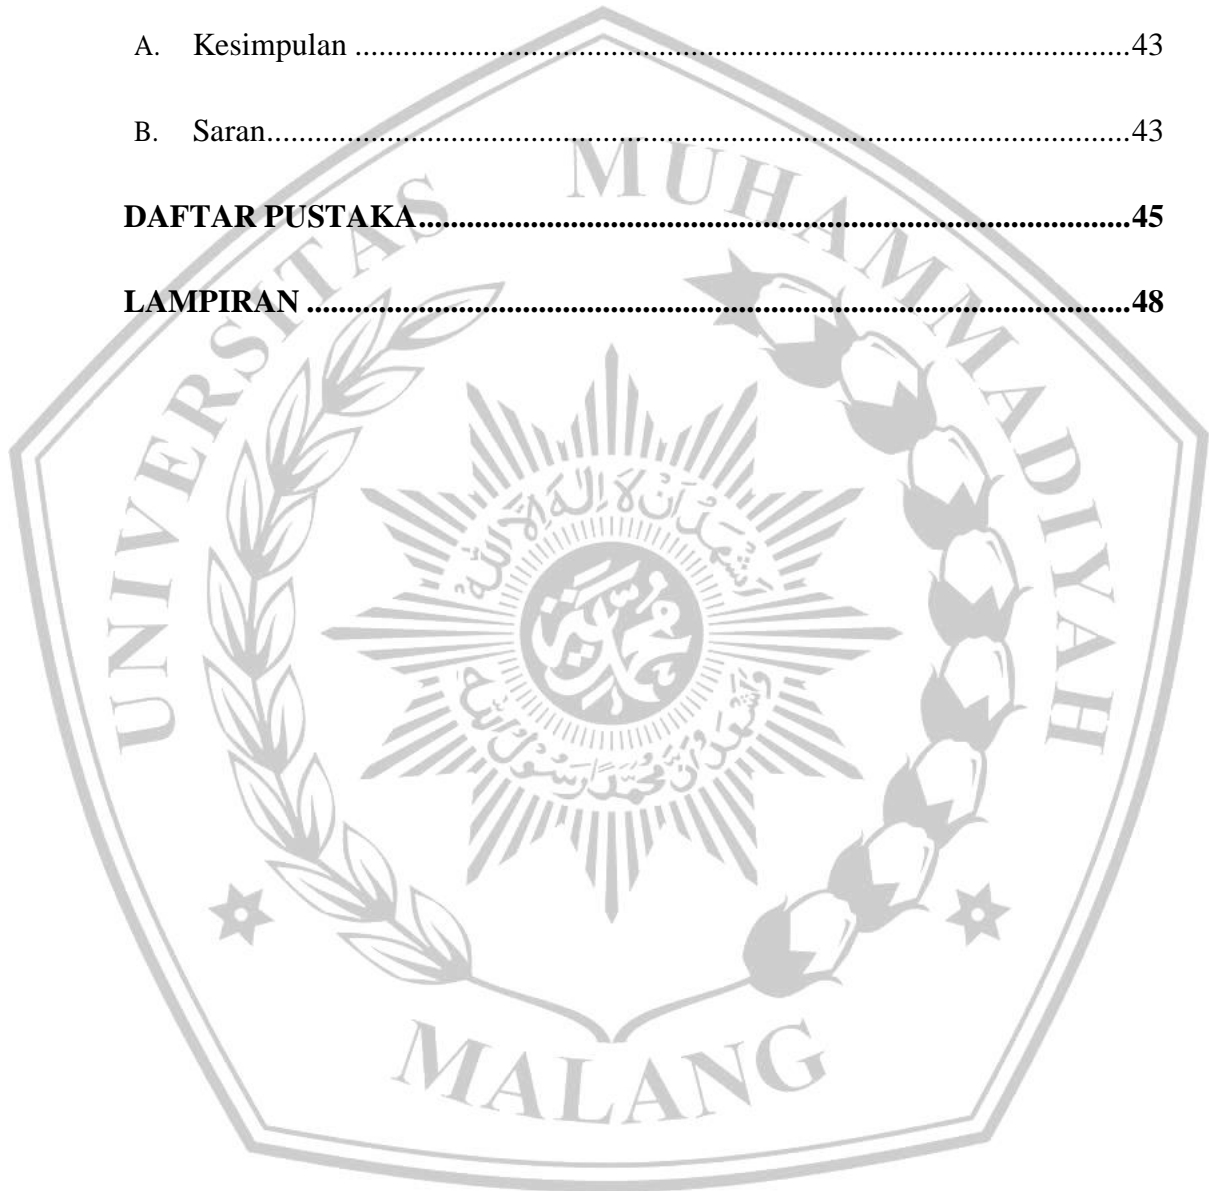 A. Kesimpulan ....................................................................................................43
B. Saran...............................................................................................................43
DAFTAR PUSTAKA...........................................................................................45
LAMPIRAN .........................................................................................................48
UNIVERSITAS MUHAMMADIYAH
MALANG